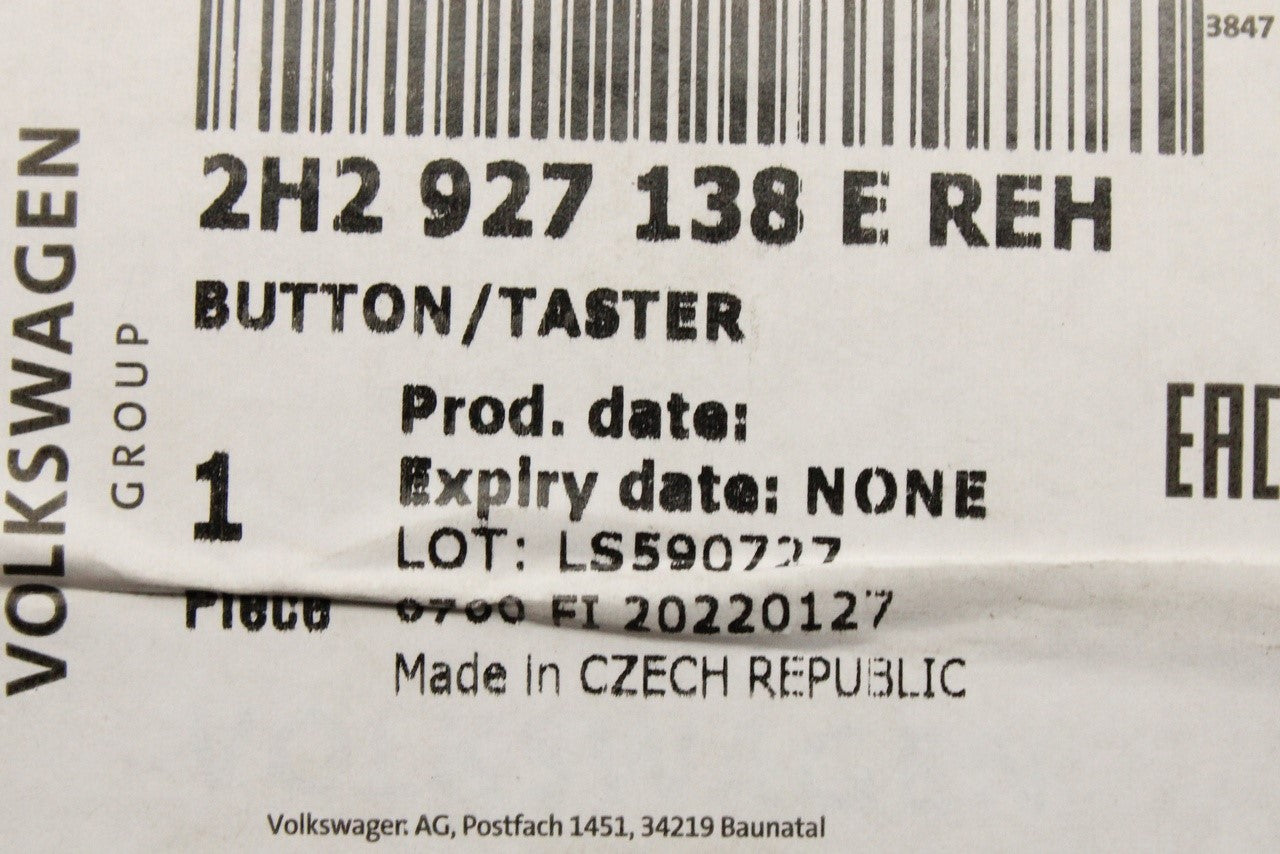 3847
2H2 927 138 E REH
BUTTON/TASTER
VOLKSWAGEN
GROUP
Prod. date:
EAC
Expiry date: NONE
1
LOT: LS590727
Piece
FI 20220127
Made in CZECH REPUBLIC
Volkswagen AG, Postfach 1451, 34219 Baunatal